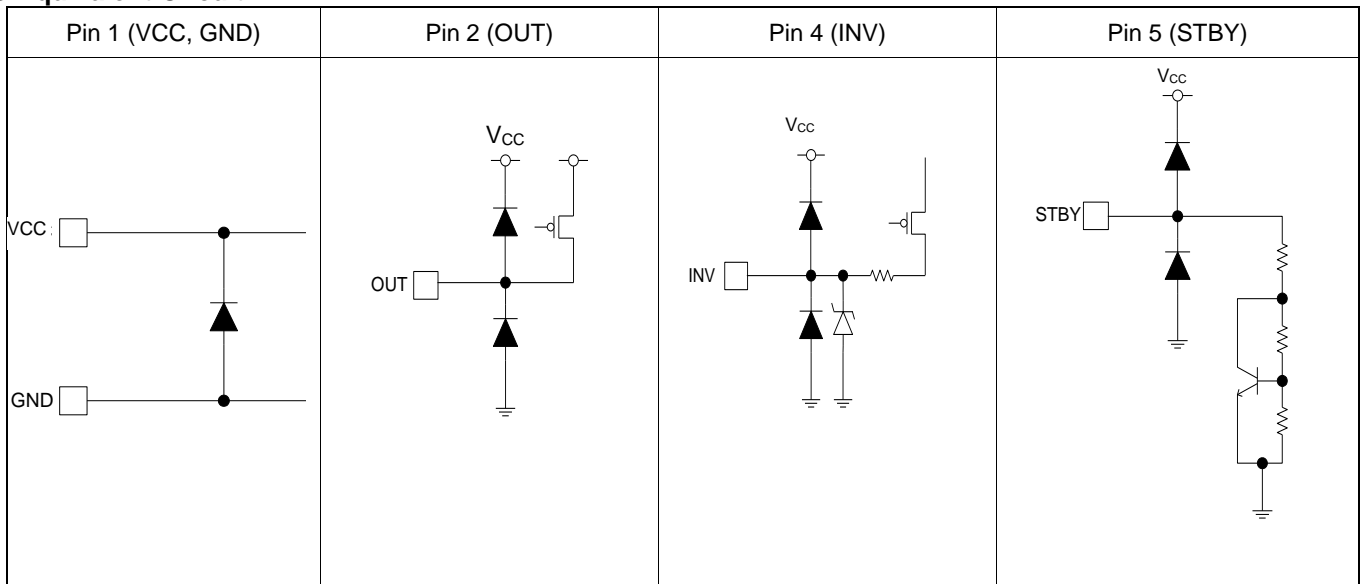 Pin 1 (VCC, GND)
Pin 2 (OUT)
Pin 4 (INV)
Pin 5 (STBY)
VCC
GND
VCC
OUT
Vcc
INV
Vcc
STBY